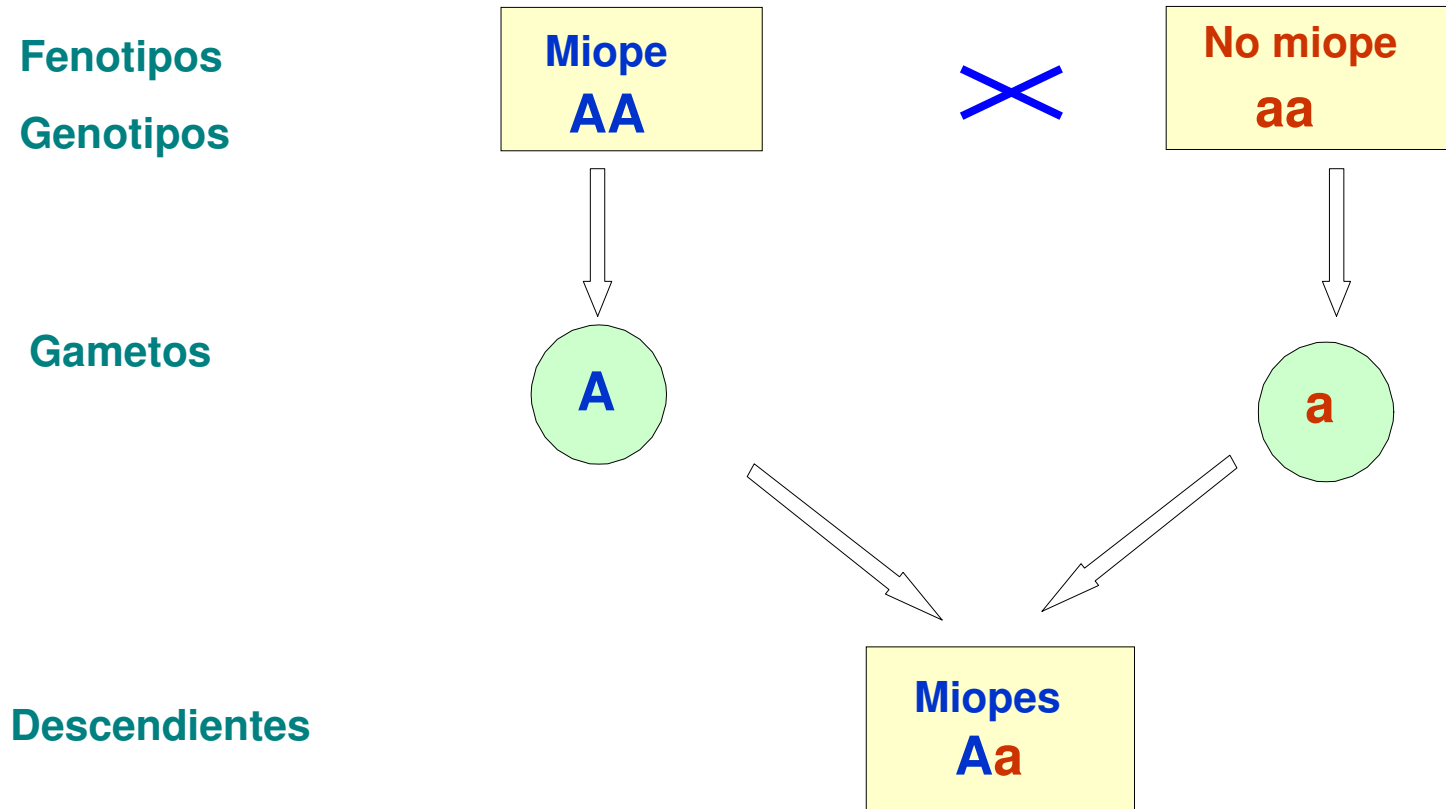 Fenotipos
Miope
No miope
Genotipos
AA
aa
Gametos
A
a
Descendientes
Miopes
Aa